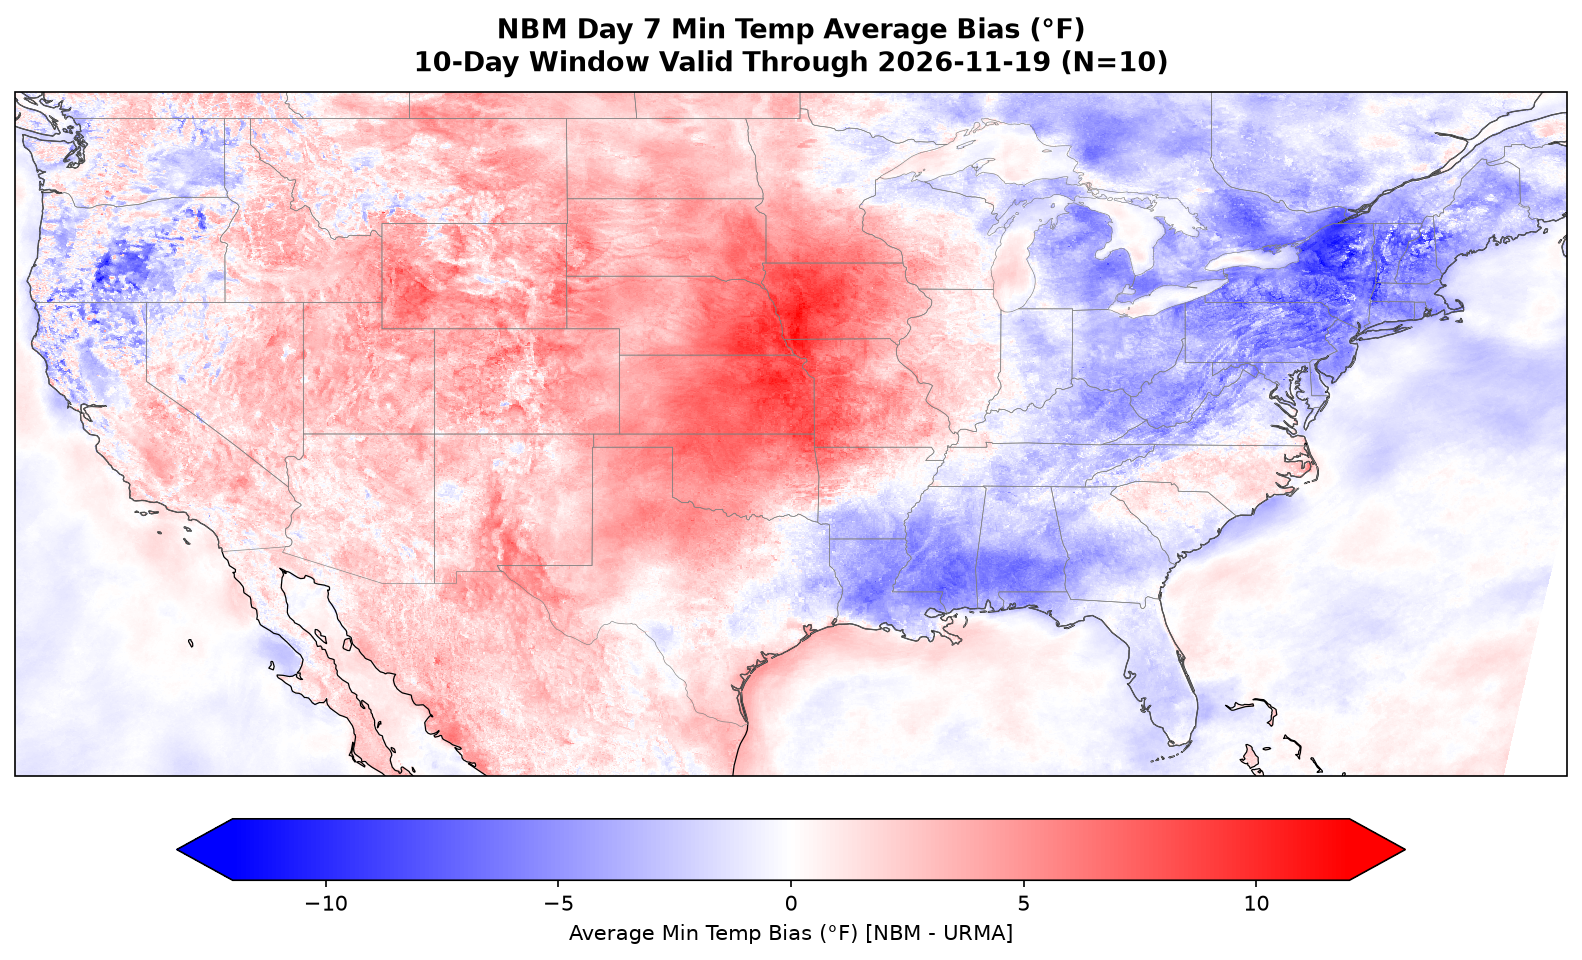 NBM Day 7 Min Temp Average Bias (°F)
10-Day Window Valid Through 2026-11-19 (N=10)
−10 −5 0 5 10
Average Min Temp Bias (°F) [NBM - URMA]